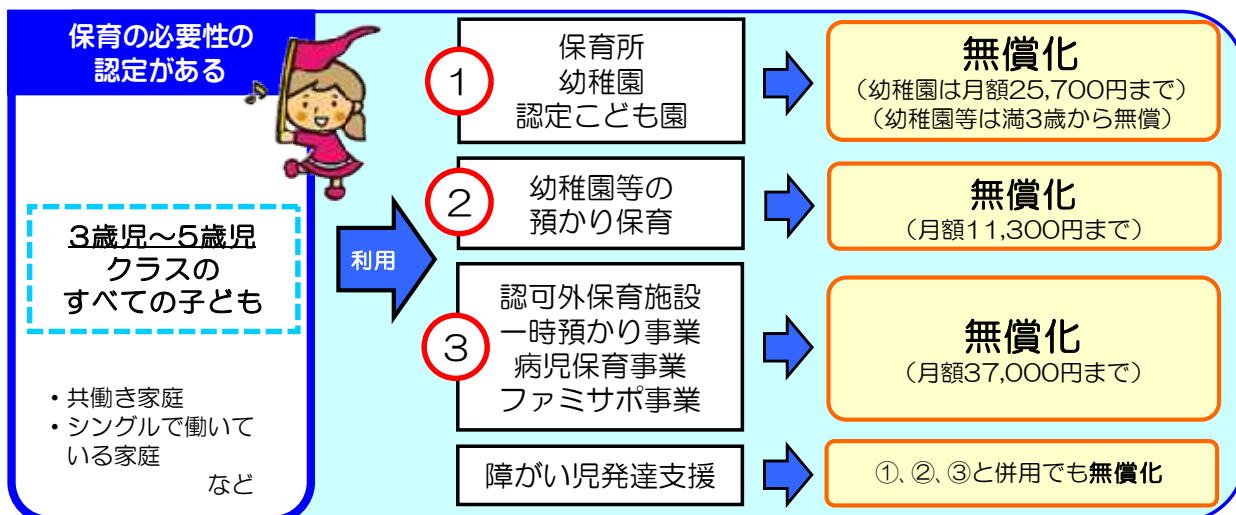 保育の必要性の
認定がある
3歳児～5歳児
クラスの
すべての子ども
・共働き家庭
・シングルで働いて
いる家庭
など
利用
①
保育所
幼稚園
認定こども園
無償化
（幼稚園は月額25,700円まで）
（幼稚園等は満3歳から無償）
②
幼稚園等の
預かり保育
無償化
（月額11,300円まで）
③
認可外保育施設
一時預かり事業
病児保育事業
ファミサポ事業
無償化
（月額37,000円まで）
障がい児発達支援
①、②、③と併用でも無償化